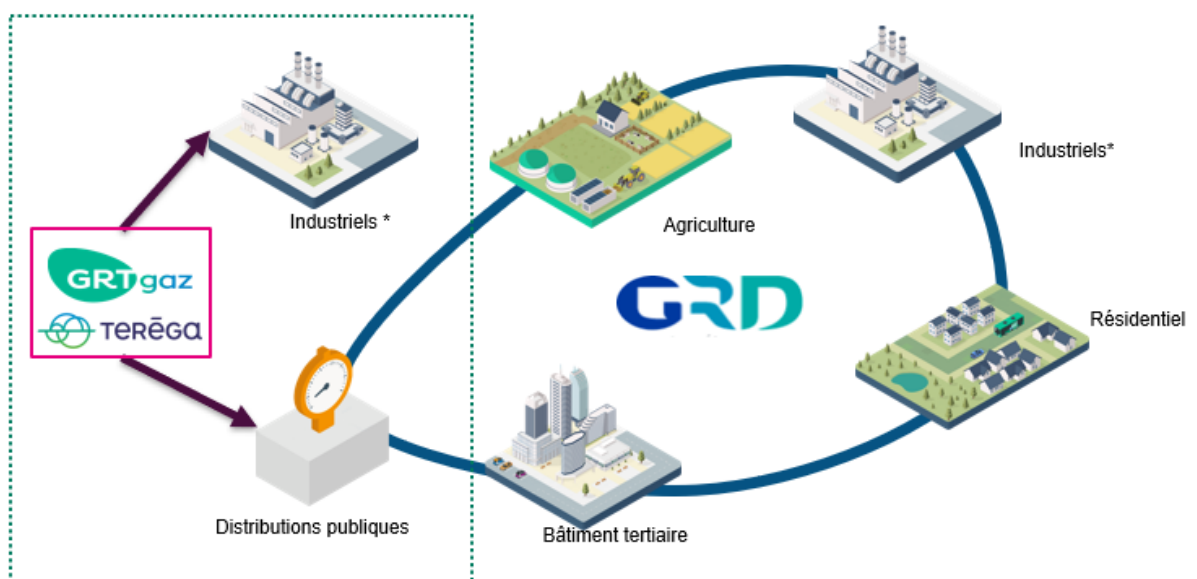 Industriels *
GRTgaz
TERĒGA
Distributions publiques
Agriculture
Industriels*
GRD
Résidentiel
Bâtiment tertiaire